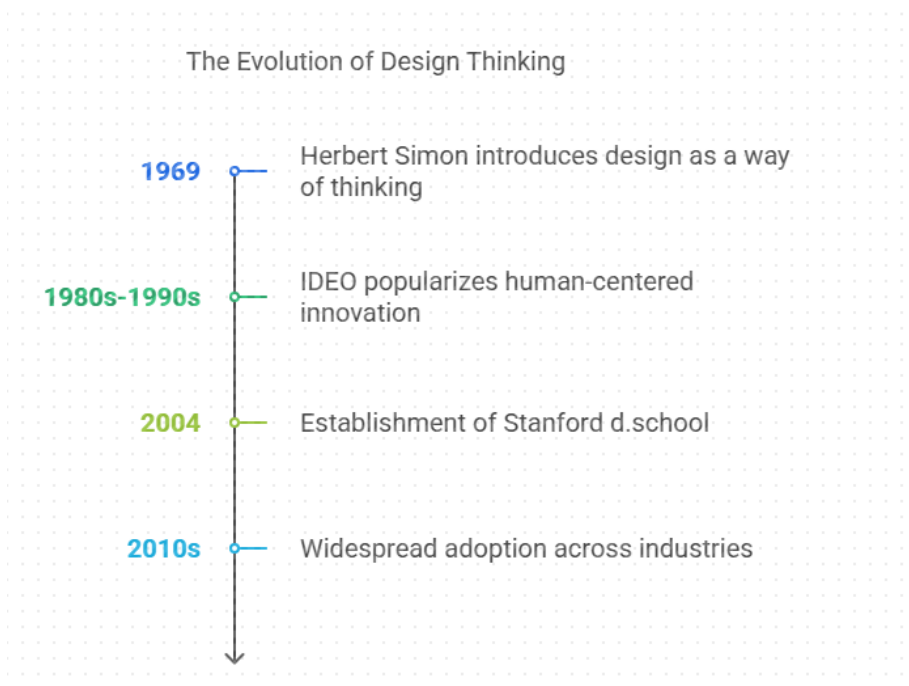 The Evolution of Design Thinking
1969
Herbert Simon introduces design as a way
of thinking
1980s-1990s
IDEO popularizes human-centered
innovation
2004
Establishment of Stanford d.school
2010s
Widespread adoption across industries